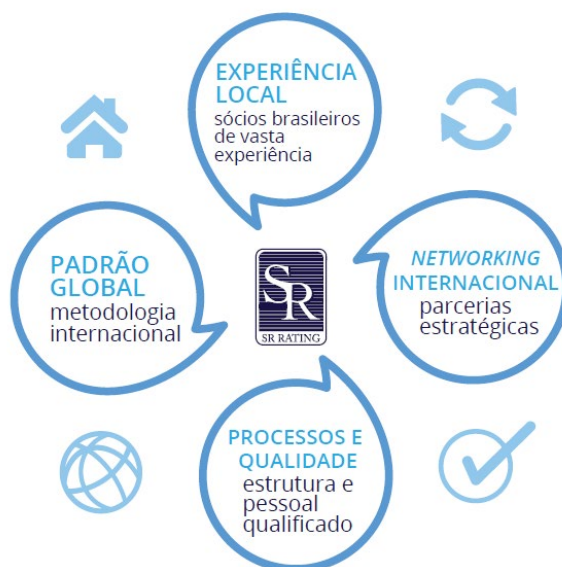 EXPERIÊNCIA
LOCAL
sócios brasileiros
de vasta
experiência
PADRÃO
GLOBAL
metodologia
internacional
SR
SR RATING
NETWORKING
INTERNACIONAL
parcerias
estratégicas
PROCESSOS E
QUALIDADE
estrutura e
pessoal
qualificado